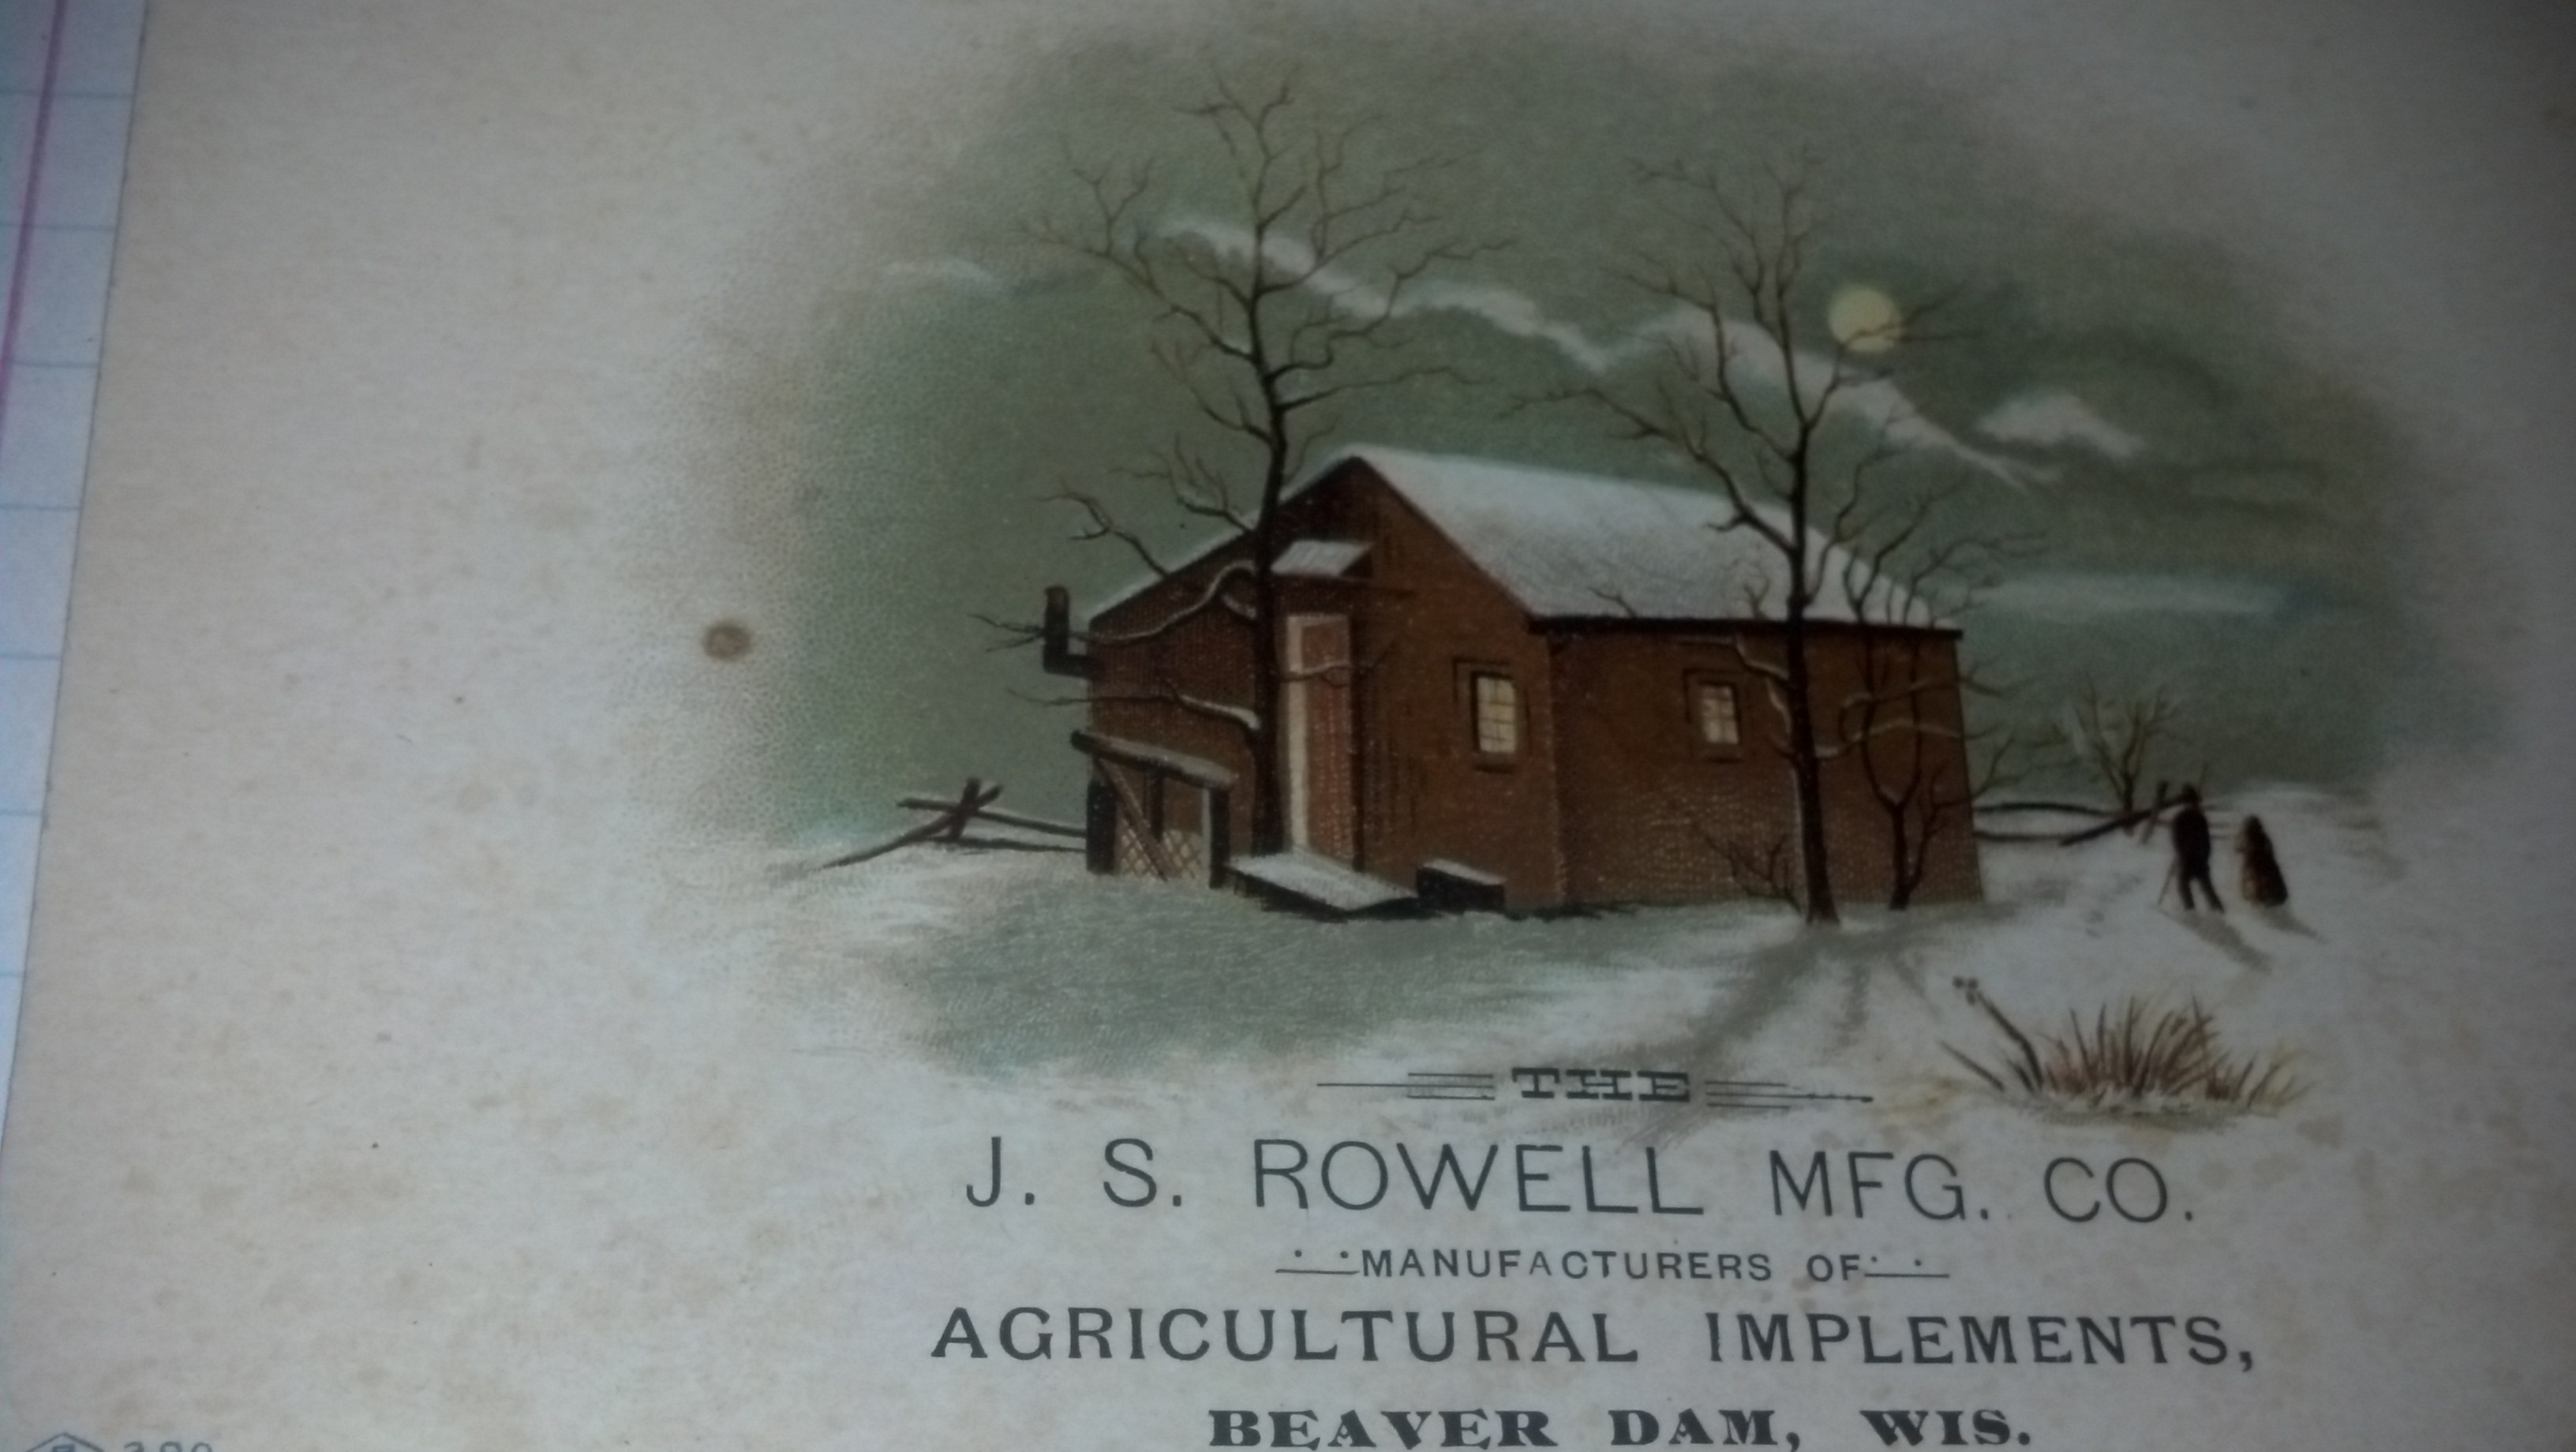 THE
J. S. ROWELL MFG. CO.
MANUFACTURERS OF
AGRICULTURAL IMPLEMENTS,
BEAVER DAM, WIS.